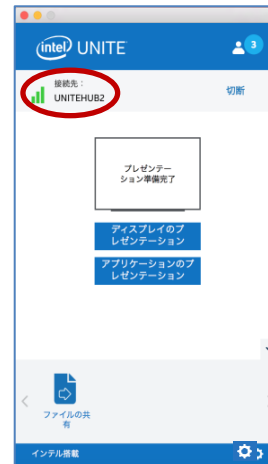 intel UNITE
3
接続先：
UNITEHUB2
切断
プレゼンテー
ション準備完了
ディスプレイのプ
レゼンテーション
アプリケーションのプ
レゼンテーション
ファイルの共
有
インテル搭載